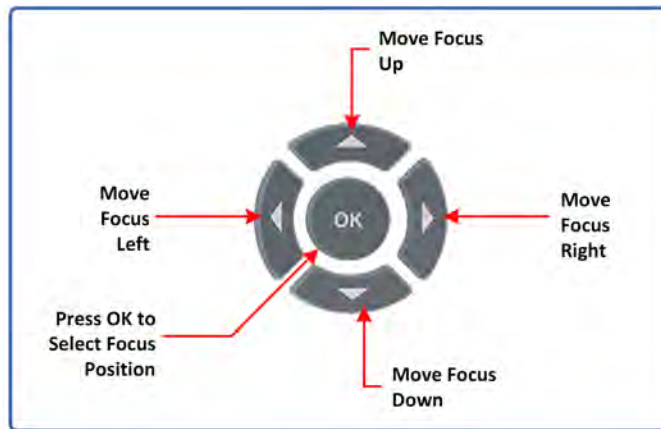 Move Focus
Up
Move
Focus
Left
OK
Move
Focus
Right
Press OK to
Select Focus
Position
Move Focus
Down